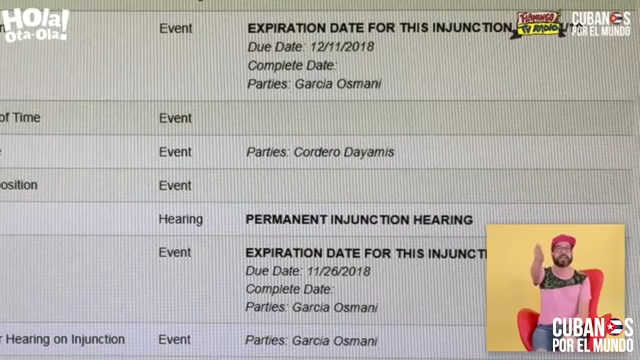 ¡HOLA!
OTA-OLA!
FLAMINGO
TV RADIO
CUBANOS
POR EL MUNDO
Event
EXPIRATION DATE FOR THIS INJUNCTION
Due Date: 12/11/2018
Complete Date:
Parties: Garcia Osmani
of Time
Event
Event
Parties: Cordero Dayamis
position
Event
Hearing
PERMANENT INJUNCTION HEARING
Event
EXPIRATION DATE FOR THIS INJUNCTI
Due Date: 11/26/2018
Complete Date:
Parties: Garcia Osmani
r Hearing on Injunction
Event
Parties: Garcia Osmani
CUBANOS
POR EL MUNDO